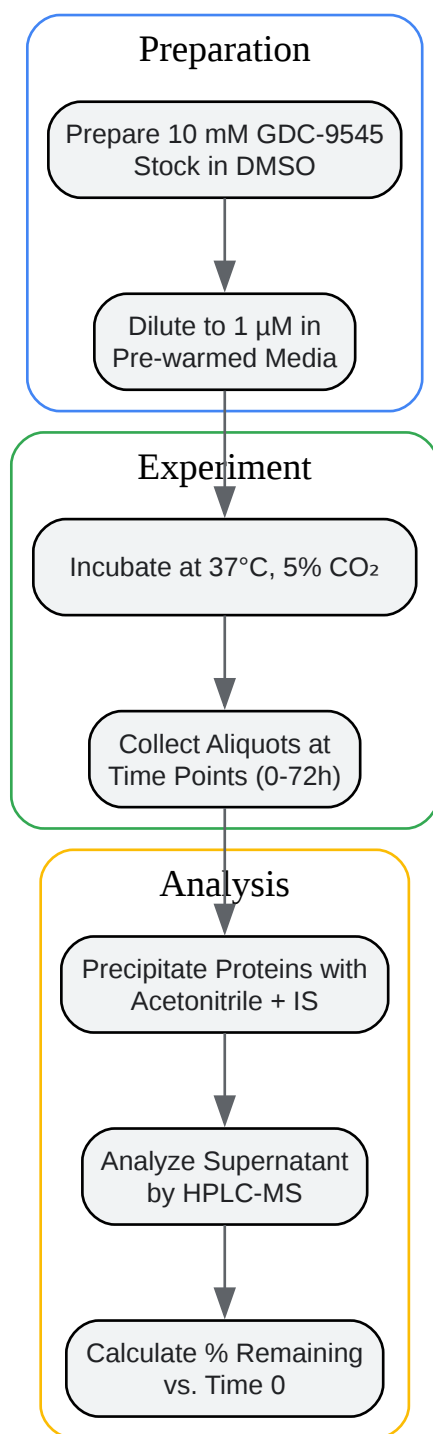 Preparation
Prepare 10 mM GDC-9545
Stock in DMSO
Dilute to 1 µM in
Pre-warmed Media
Experiment
Incubate at 37°C, 5% CO₂
Collect Aliquots at
Time Points (0-72h)
Analysis
Precipitate Proteins with
Acetonitrile + IS
Analyze Supernatant
by HPLC-MS
Calculate % Remaining
vs. Time 0